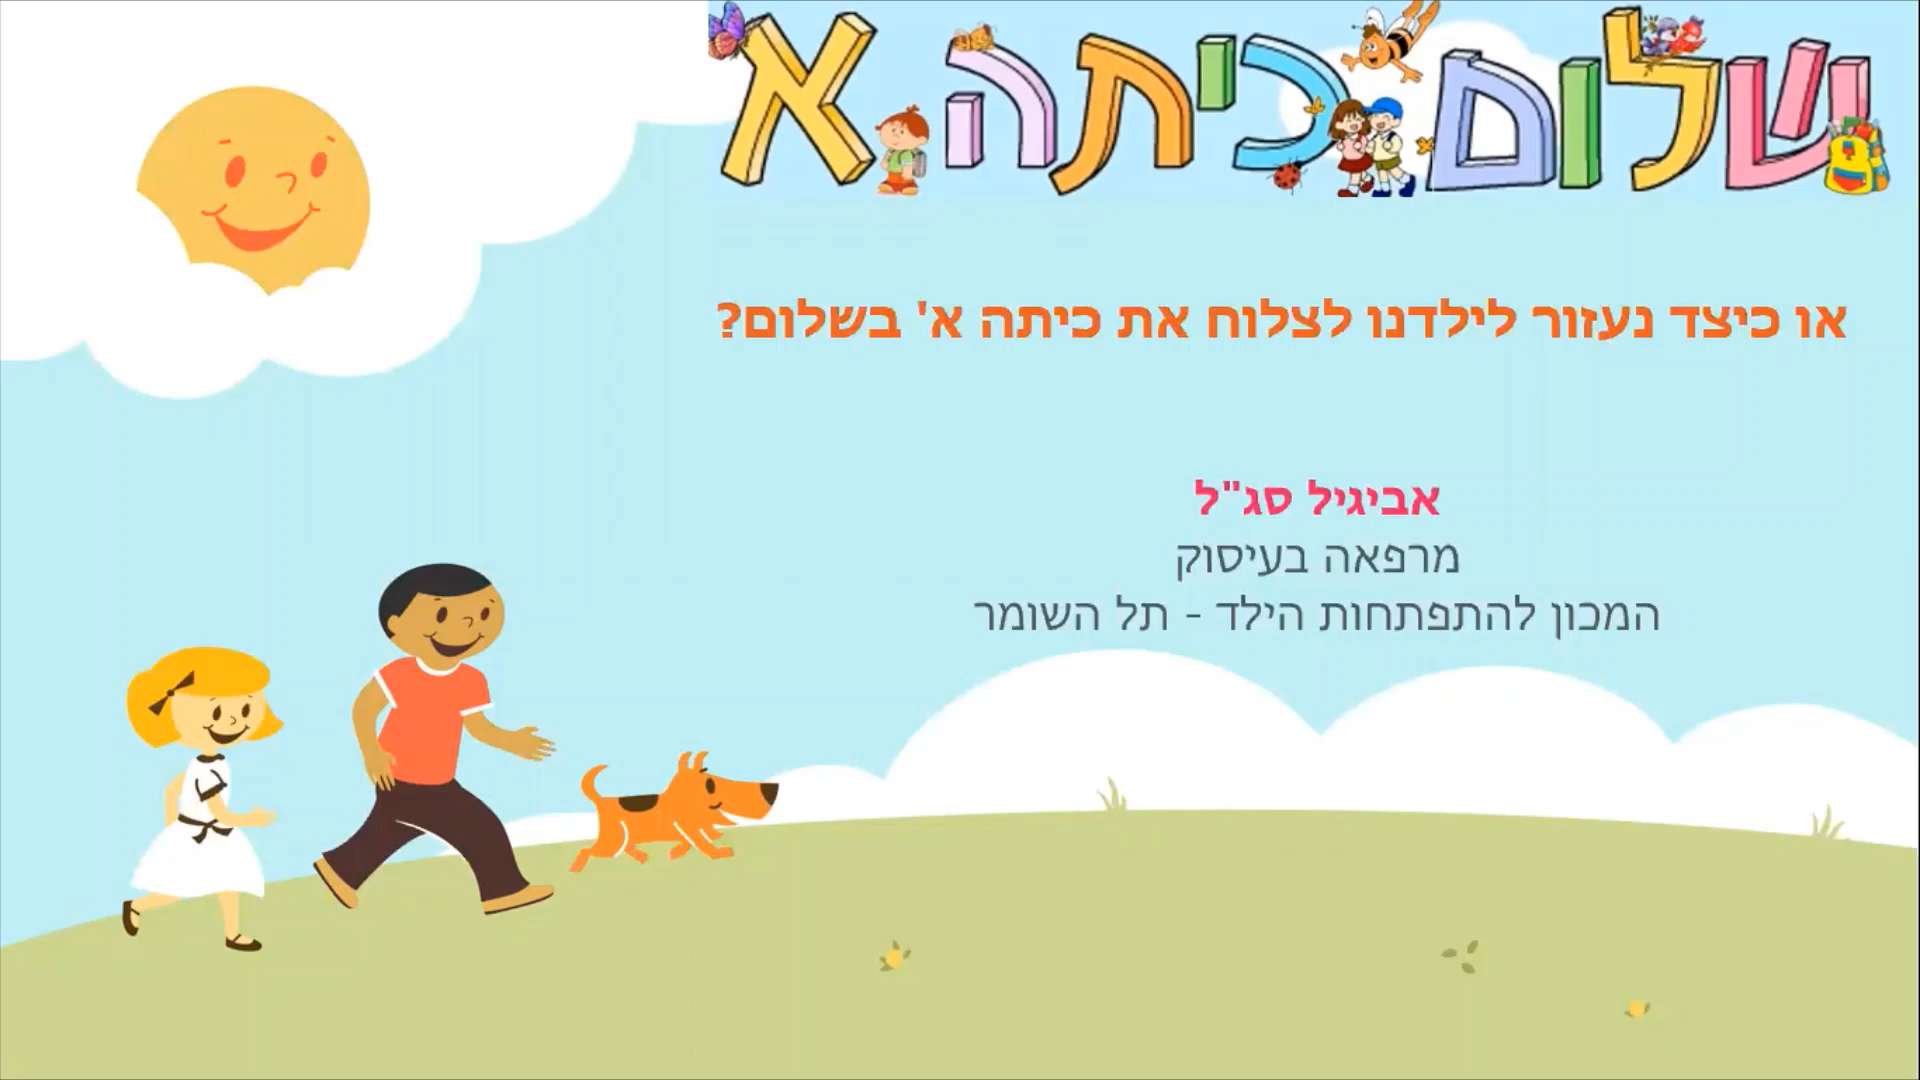 שלום כיתה א
או כיצד נעזור לילדנו לצלוח את כיתה א' בשלום?
אביגיל סג"ל
מרפאה בעיסוק
המכון להתפתחות הילד - תל השומר